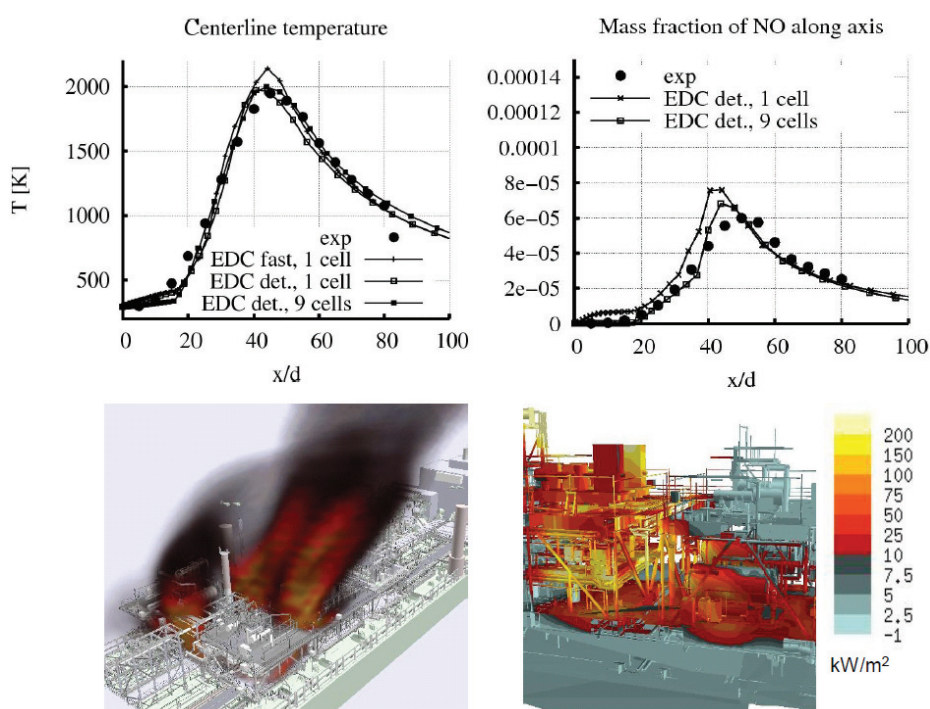 Centerline temperature
T [K]
2000
1500
1000
500
exp
EDC fast, 1 cell
EDC det., 1 cell
EDC det., 9 cells
0
20
40
60
80
100
x/d
Mass fraction of NO along axis
0.00014
0.00012
0.0001
8e-05
6e-05
4e-05
2e-05
0
exp
EDC det., 1 cell
EDC det., 9 cells
0
20
40
60
80
100
x/d
200
150
100
75
50
25
10
7.5
5
2.5
-1
kW/m²